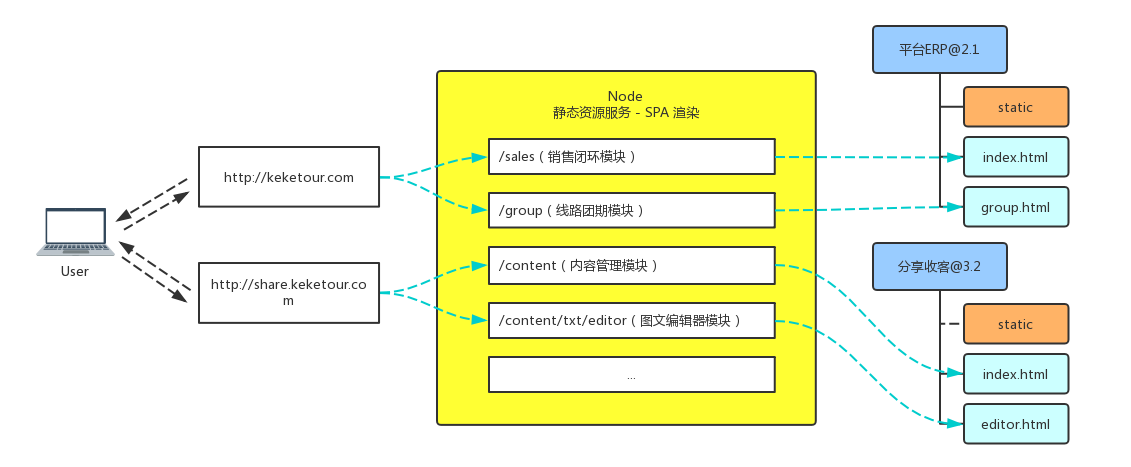 User
http://keketour.com
http://share.keketour.co
m
Node
静态资源服务 - SPA 渲染
/sales ( 销售闭环模块 )
/group ( 线路团期模块 )
/content ( 内容管理模块 )
/content/txt/editor ( 图文编辑器模块 )
...
平台ERP@2.1
static
index.html
group.html
分享收客@3.2
static
index.html
editor.html